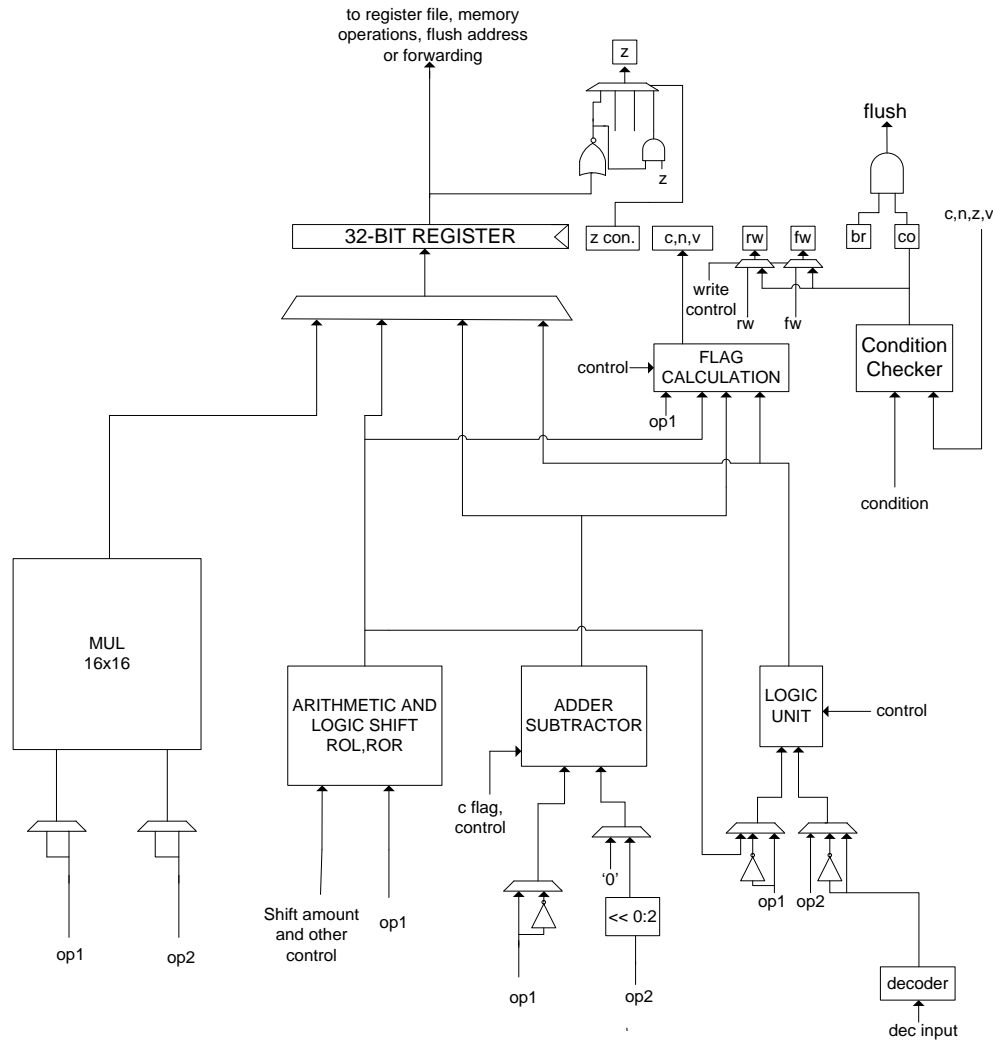 to register file, memory
operations, flush address
or forwarding
z
flush
z
c,n,z,v
32-BIT REGISTER
z con.
c,n,v
rw
fw
br
co
write
control
rw
fw
control
FLAG
CALCULATION
Condition
Checker
op1
condition
MUL
16x16
ARITHMETIC AND
LOGIC SHIFT
ROL,ROR
ADDER
SUBTRACTOR
LOGIC
UNIT
control
c flag,
control
'0'
op1
op2
<< 0:2
Shift amount
and other
control
op1
op1
op2
op1
op2
decoder
dec input